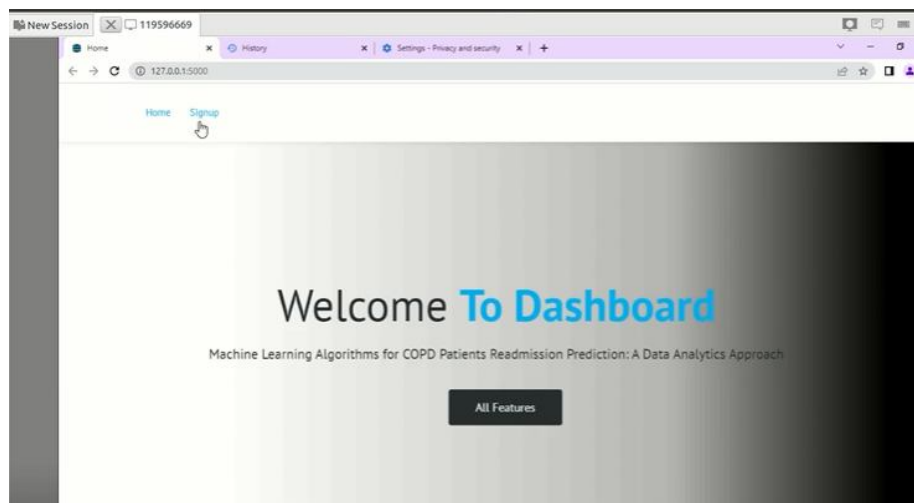 New Session
119596669
Home
History
Settings - Privacy and security
127.0.0.1:5000
Home Signup
Welcome To Dashboard
Machine Learning Algorithms for COPD Patients Readmission Prediction: A Data Analytics Approach
All Features